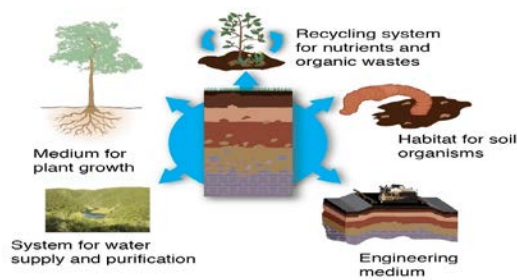 Recycling system
for nutrients and
organic wastes
Medium for
plant growth
Habitat for soil
organisms
System for water
supply and purification
Engineering
medium